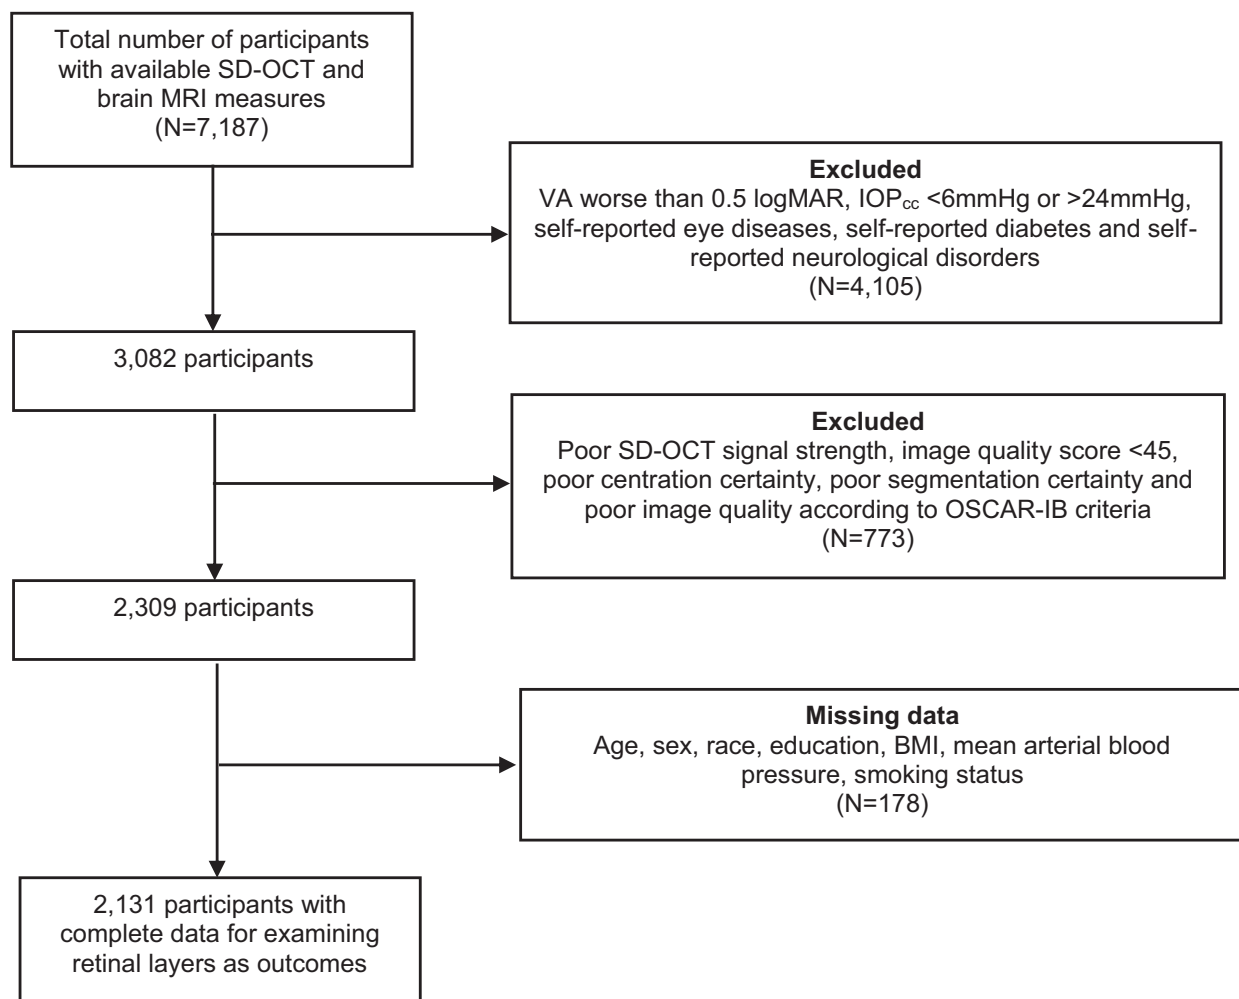 Total number of participants
with available SD-OCT and
brain MRI measures
(N=7,187)
Excluded
VA worse than 0.5 logMAR, IOPcc <6mmHg or >24mmHg,
self-reported eye diseases, self-reported diabetes and self-
reported neurological disorders
(N=4,105)
3,082 participants
Excluded
Poor SD-OCT signal strength, image quality score <45,
poor centration certainty, poor segmentation certainty and
poor image quality according to OSCAR-IB criteria
(N=773)
2,309 participants
Missing data
Age, sex, race, education, BMI, mean arterial blood
pressure, smoking status
(N=178)
2,131 participants with
complete data for examining
retinal layers as outcomes